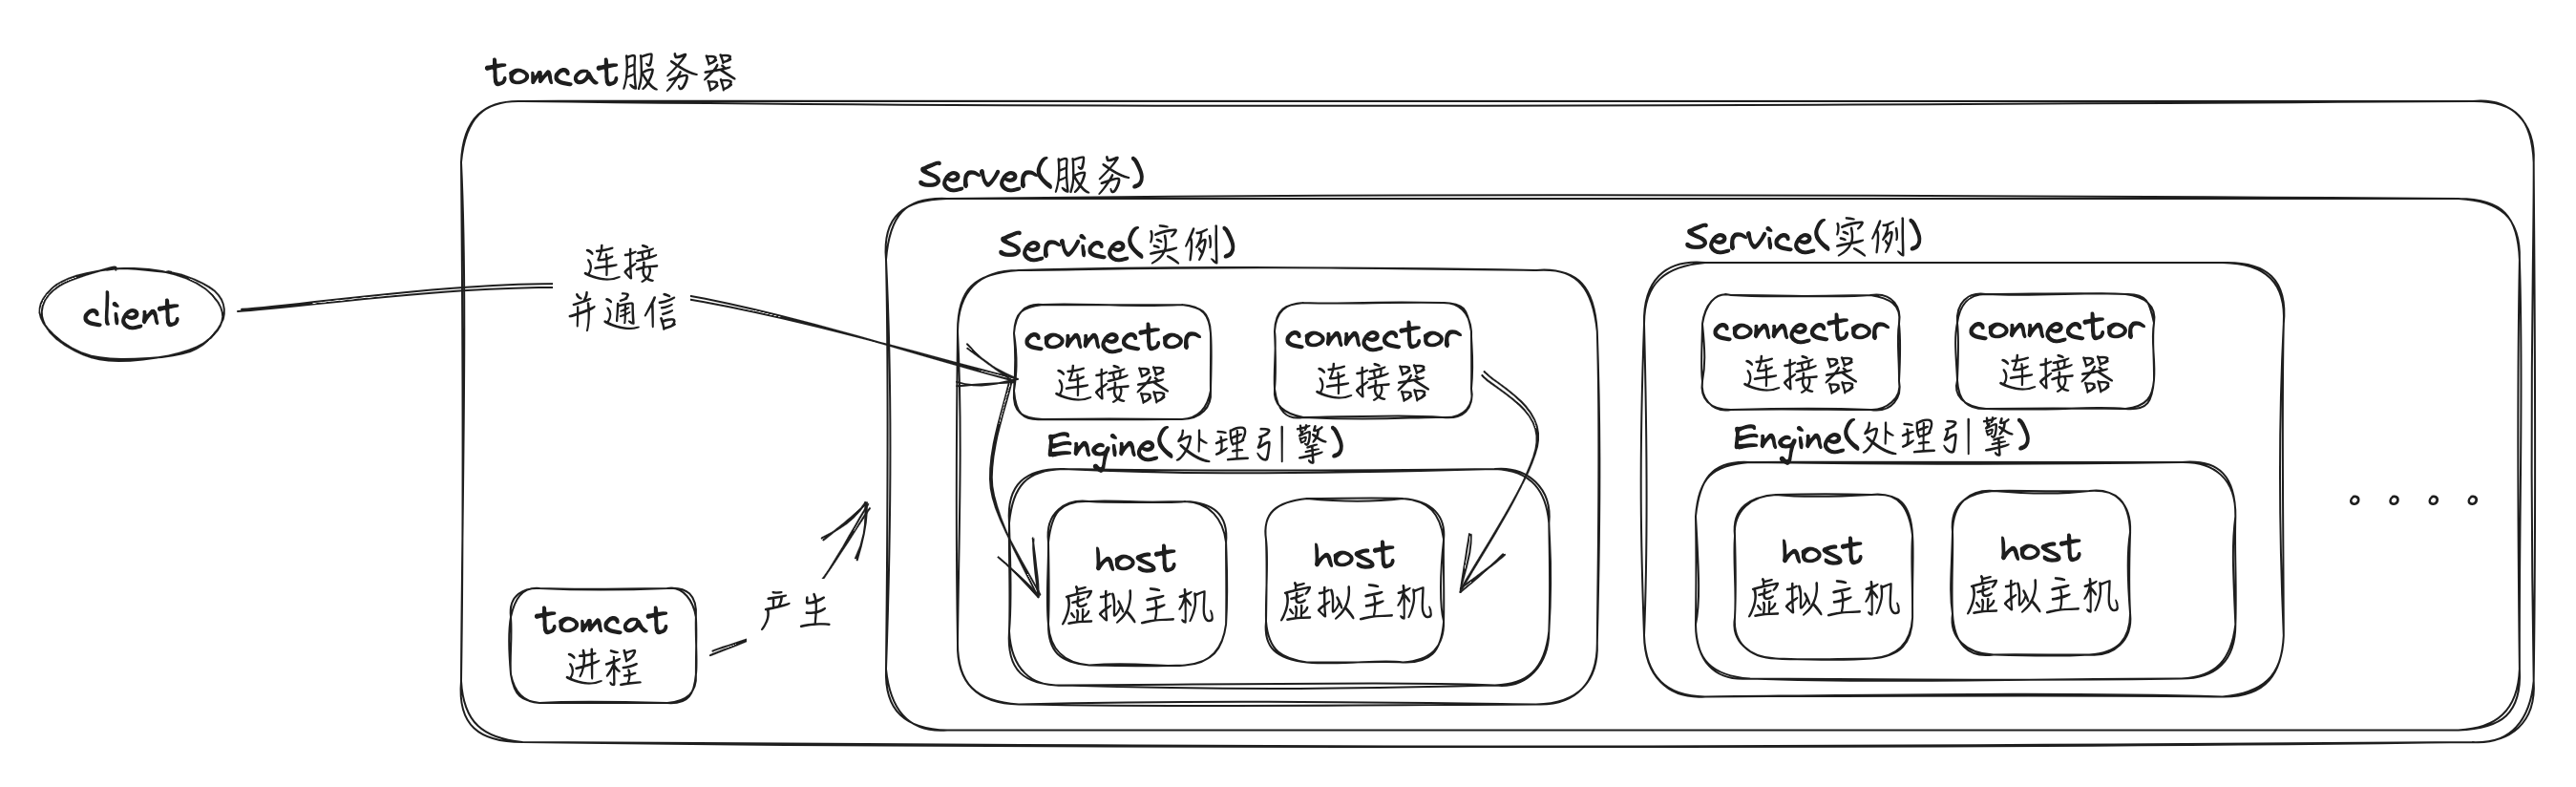 tomcat服务器
Server(服务)
client
连接
并通信
Service(实例)
connector
连接器
connector
连接器
Engine(处理引擎)
host
虚拟主机
host
虚拟主机
Service(实例)
connector
连接器
connector
连接器
Engine(处理引擎)
host
虚拟主机
host
虚拟主机
tomcat
进程
产生